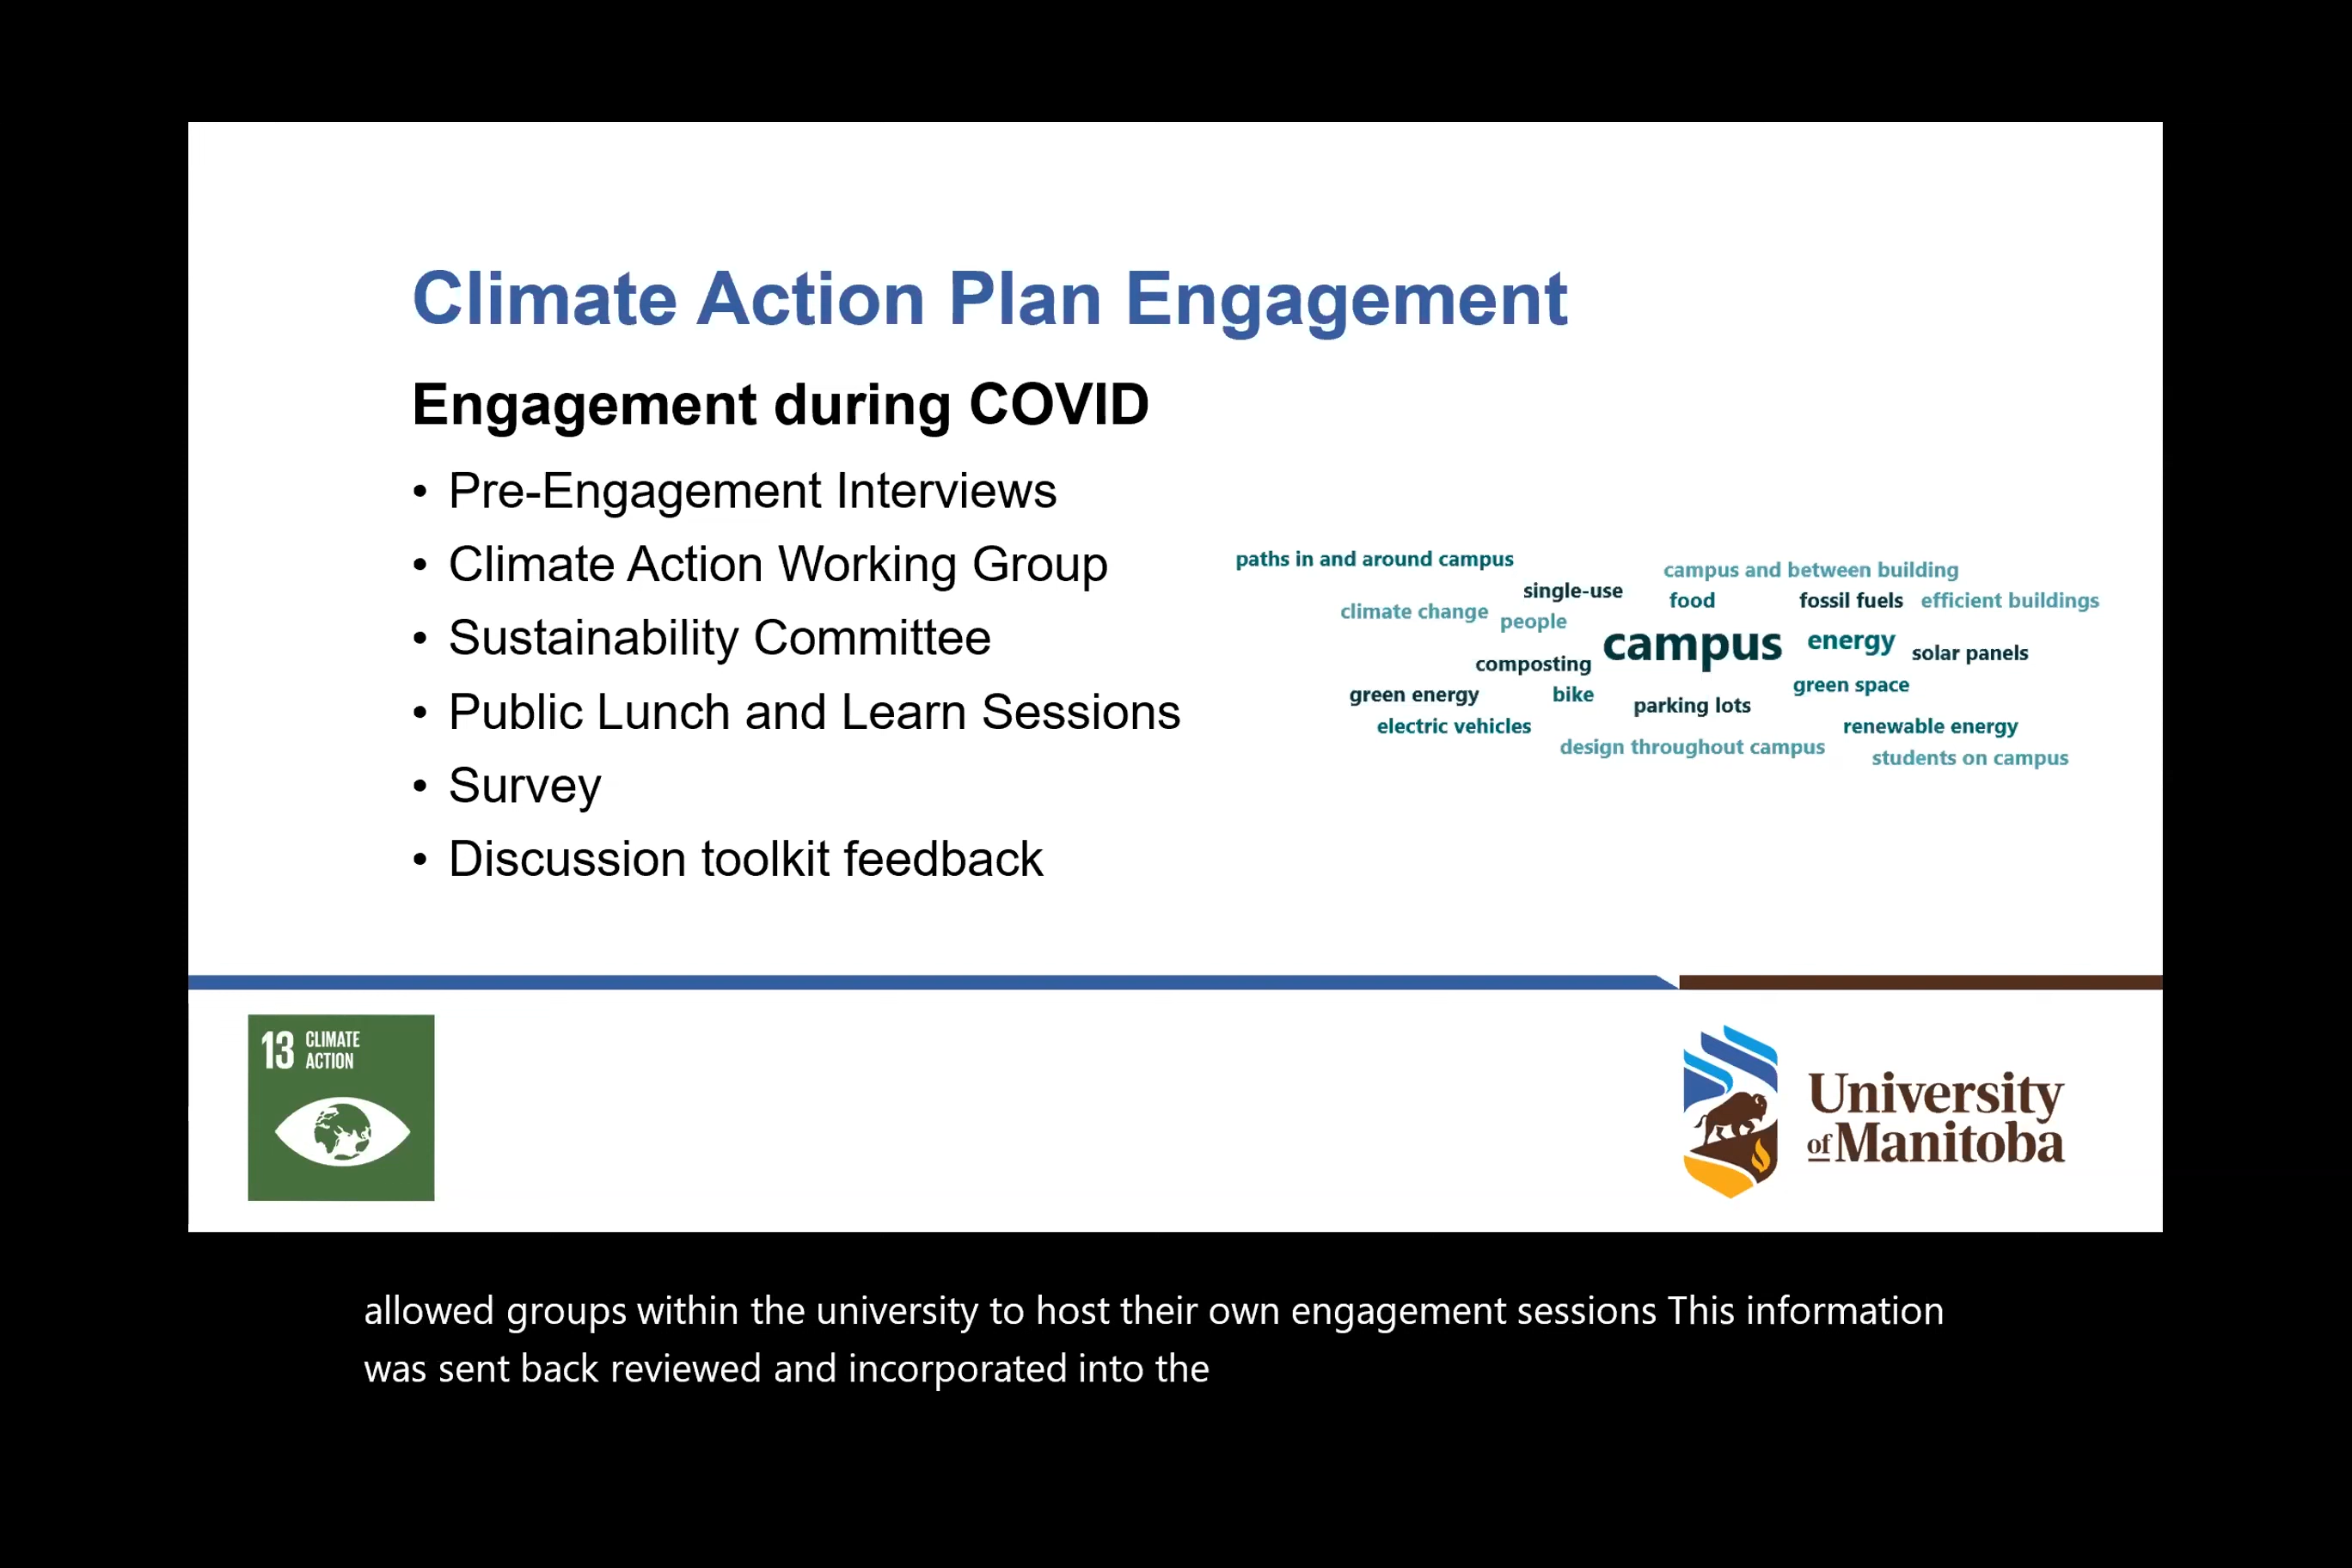 Climate Action Plan Engagement
Engagement during COVID
• Pre-Engagement Interviews
• Climate Action Working Group
• Sustainability Committee
• Public Lunch and Learn Sessions
• Survey
• Discussion toolkit feedback
paths in and around campus
campus and between building
single-use
food
fossil fuels
efficient buildings
climate change
people
campus
energy
solar panels
composting
green space
green energy
bike
parking lots
electric vehicles
renewable energy
design throughout campus
students on campus
13 CLIMATE
ACTION
University
of Manitoba
allowed groups within the university to host their own engagement sessions This information
was sent back reviewed and incorporated into the